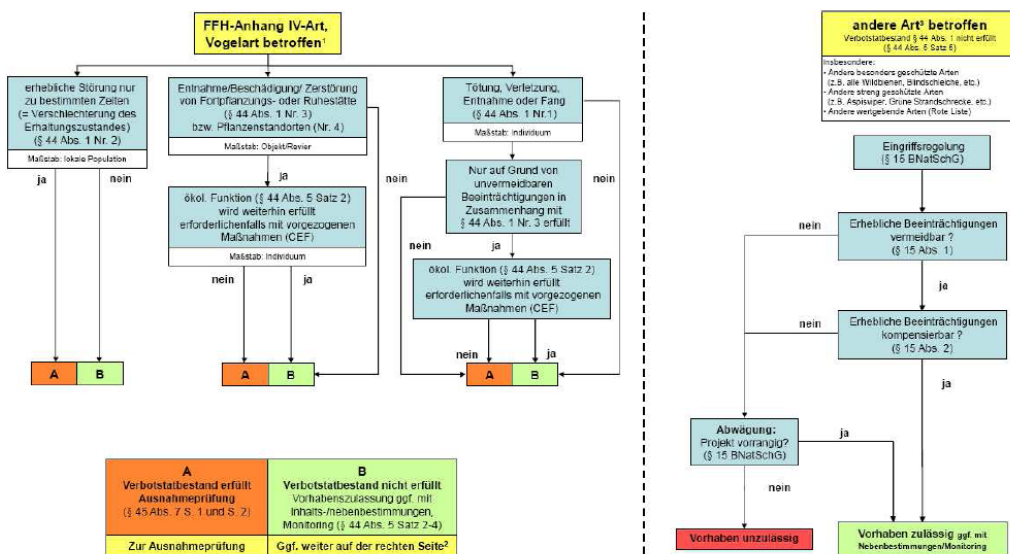 FFH-Anhang IV-Art,
Vogelart betroffen¹
erhebliche Störung nur
zu bestimmten Zeiten
(= Verschlechterung des
Erhaltungszustandes)
(§ 44 Abs. 1 Nr. 2)
Maßstab: lokale Population
ja
nein
A
B
Entnahme/Beschädigung/ Zerstörung
von Fortpflanzungs- oder Ruhestätte
(§ 44 Abs. 1 Nr. 3)
bzw. Pflanzenstandorten (Nr. 4)
Maßstab: Objekt/Revier
ja
nein
ökol. Funktion (§ 44 Abs. 5 Satz 2)
wird weiterhin erfüllt
erforderlichenfalls mit vorgezogenen
Maßnahmen (CEF)
Maßstab: Individuum
nein
ja
A
B
Tötung, Verletzung,
Entnahme oder Fang
(§ 44 Abs. 1 Nr.1)
Maßstab: Individuum
ja
nein
Nur auf Grund von
unvermeidbaren
Beeinträchtigungen in
Zusammenhang mit
§ 44 Abs. 1 Nr. 3 erfüllt
nein
ja
ökol. Funktion (§ 44 Abs. 5 Satz 2)
wird weiterhin erfüllt
erforderlichenfalls mit vorgezogenen
Maßnahmen (CEF)
nein
ja
A
B
A
Verbotstatbestand erfüllt
Ausnahmeprüfung
(§ 45 Abs. 7 S. 1 und S. 2)
Zur Ausnahmeprüfung
B
Verbotstatbestand nicht erfüllt
Vorhabenszulassung ggf. mit
Inhalts-/nebenbestimmungen,
Monitoring (§ 44 Abs. 5 Satz 2-4)
Ggf. weiter auf der rechten Seite²
andere Art³ betroffen
Verbotstatbestand § 44 Abs. 1 nicht erfüllt
(§ 44 Abs. 5 Satz 5)
Insbesondere:
- Andere besonders geschützte Arten
(z.B. alle Wildbienen, Blindschleiche, etc.)
- Andere streng geschützte Arten
(z.B. Aspisviper, Grüne Strandschrecke, etc.)
- Andere wertgebende Arten (Rote Liste)
Eingriffsregelung
(§ 15 BNatSchG)
Erhebliche Beeinträchtigungen
vermeidbar ?
(§ 15 Abs. 1)
nein
ja
Erhebliche Beeinträchtigungen
kompensierbar ?
(§ 15 Abs. 2)
nein
ja
Abwägung:
Projekt vorrangig?
(§ 15 BNatSchG)
ja
nein
Vorhaben unzulässig
Vorhaben zulässig ggf. mit
Nebenbestimmungen/Monitoring